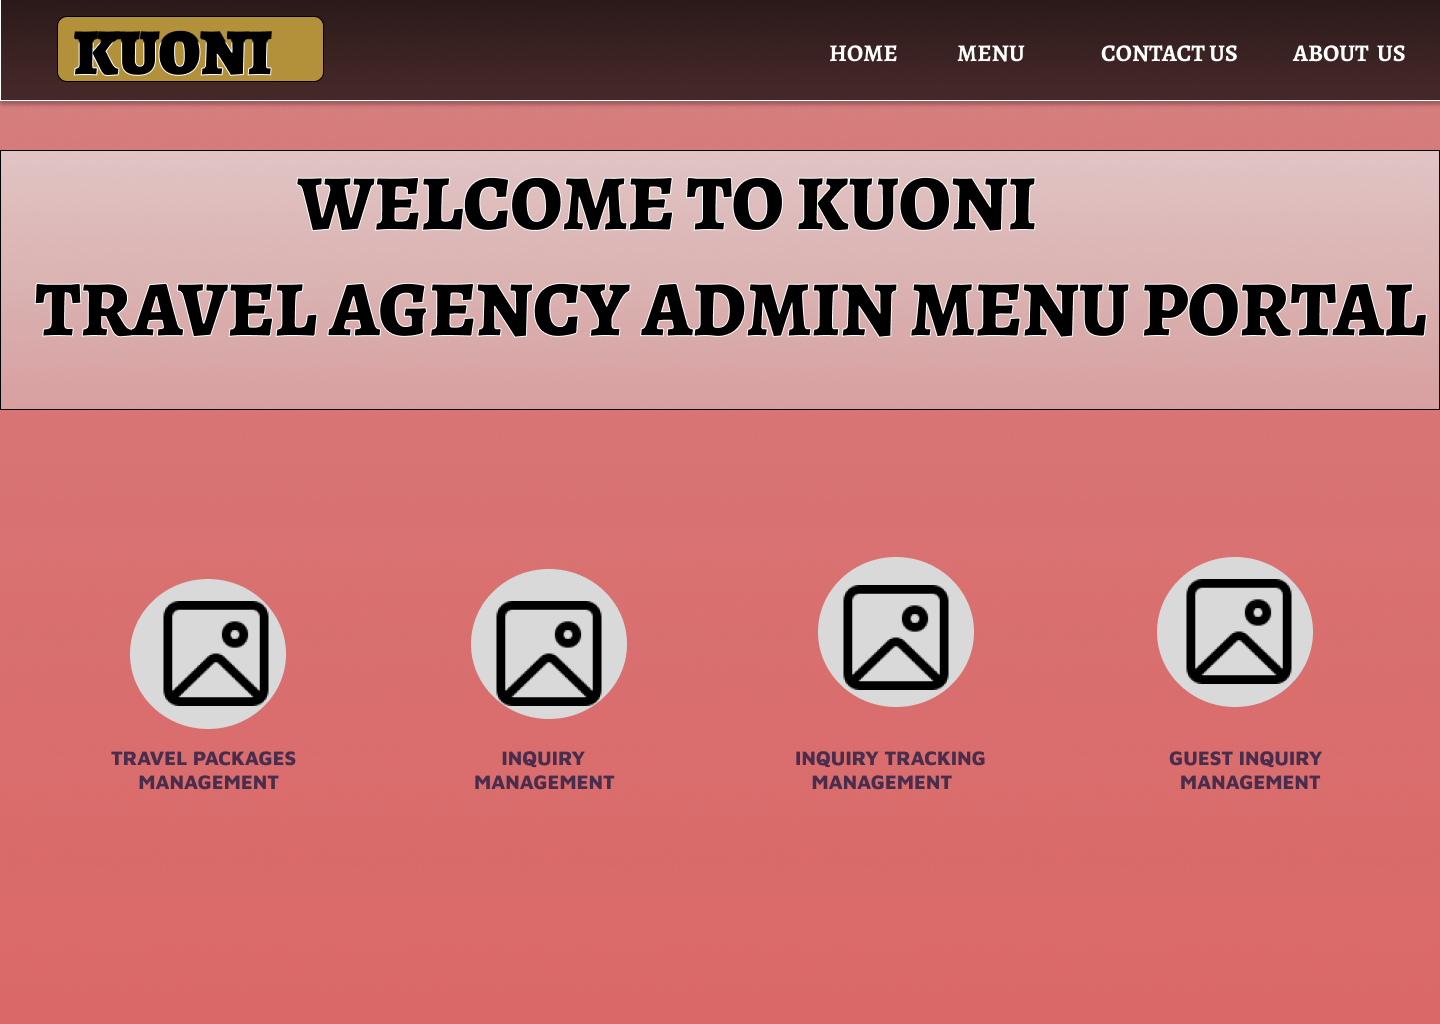 KUONI
HOME MENU CONTACT US ABOUT US
WELCOME TO KUONI
TRAVEL AGENCY ADMIN MENU PORTAL
TRAVEL PACKAGES
MANAGEMENT
INQUIRY
MANAGEMENT
INQUIRY TRACKING
MANAGEMENT
GUEST INQUIRY
MANAGEMENT